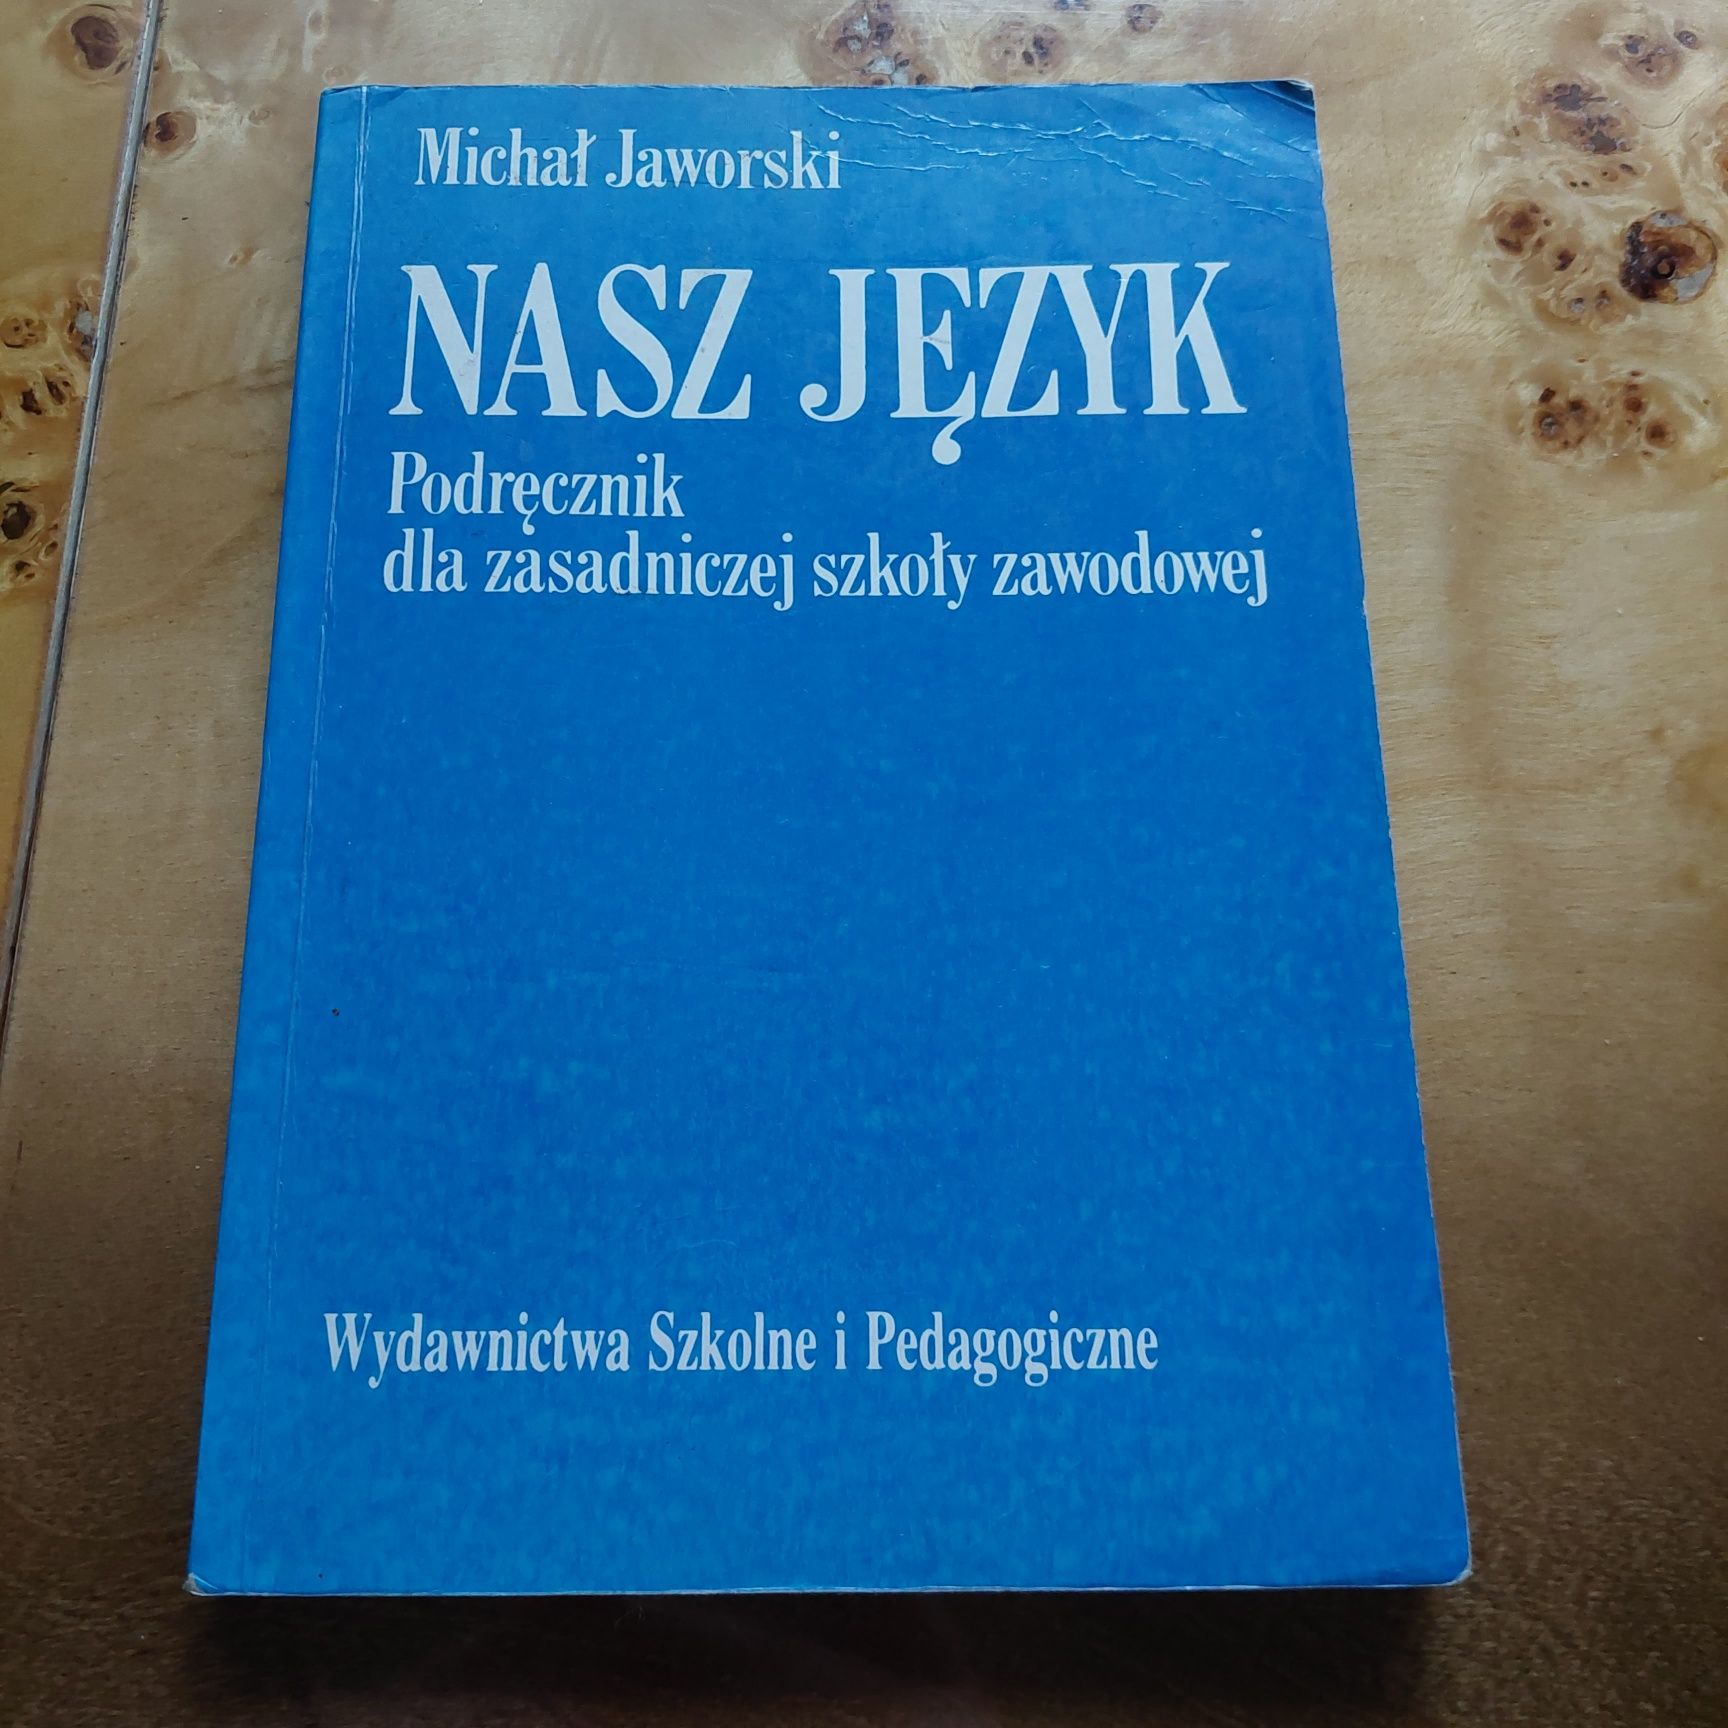 Michał Jaworski
NASZ JĘZYK
Podręcznik
dla zasadniczej szkoły zawodowej
Wydawnictwa Szkolne i Pedagogiczne